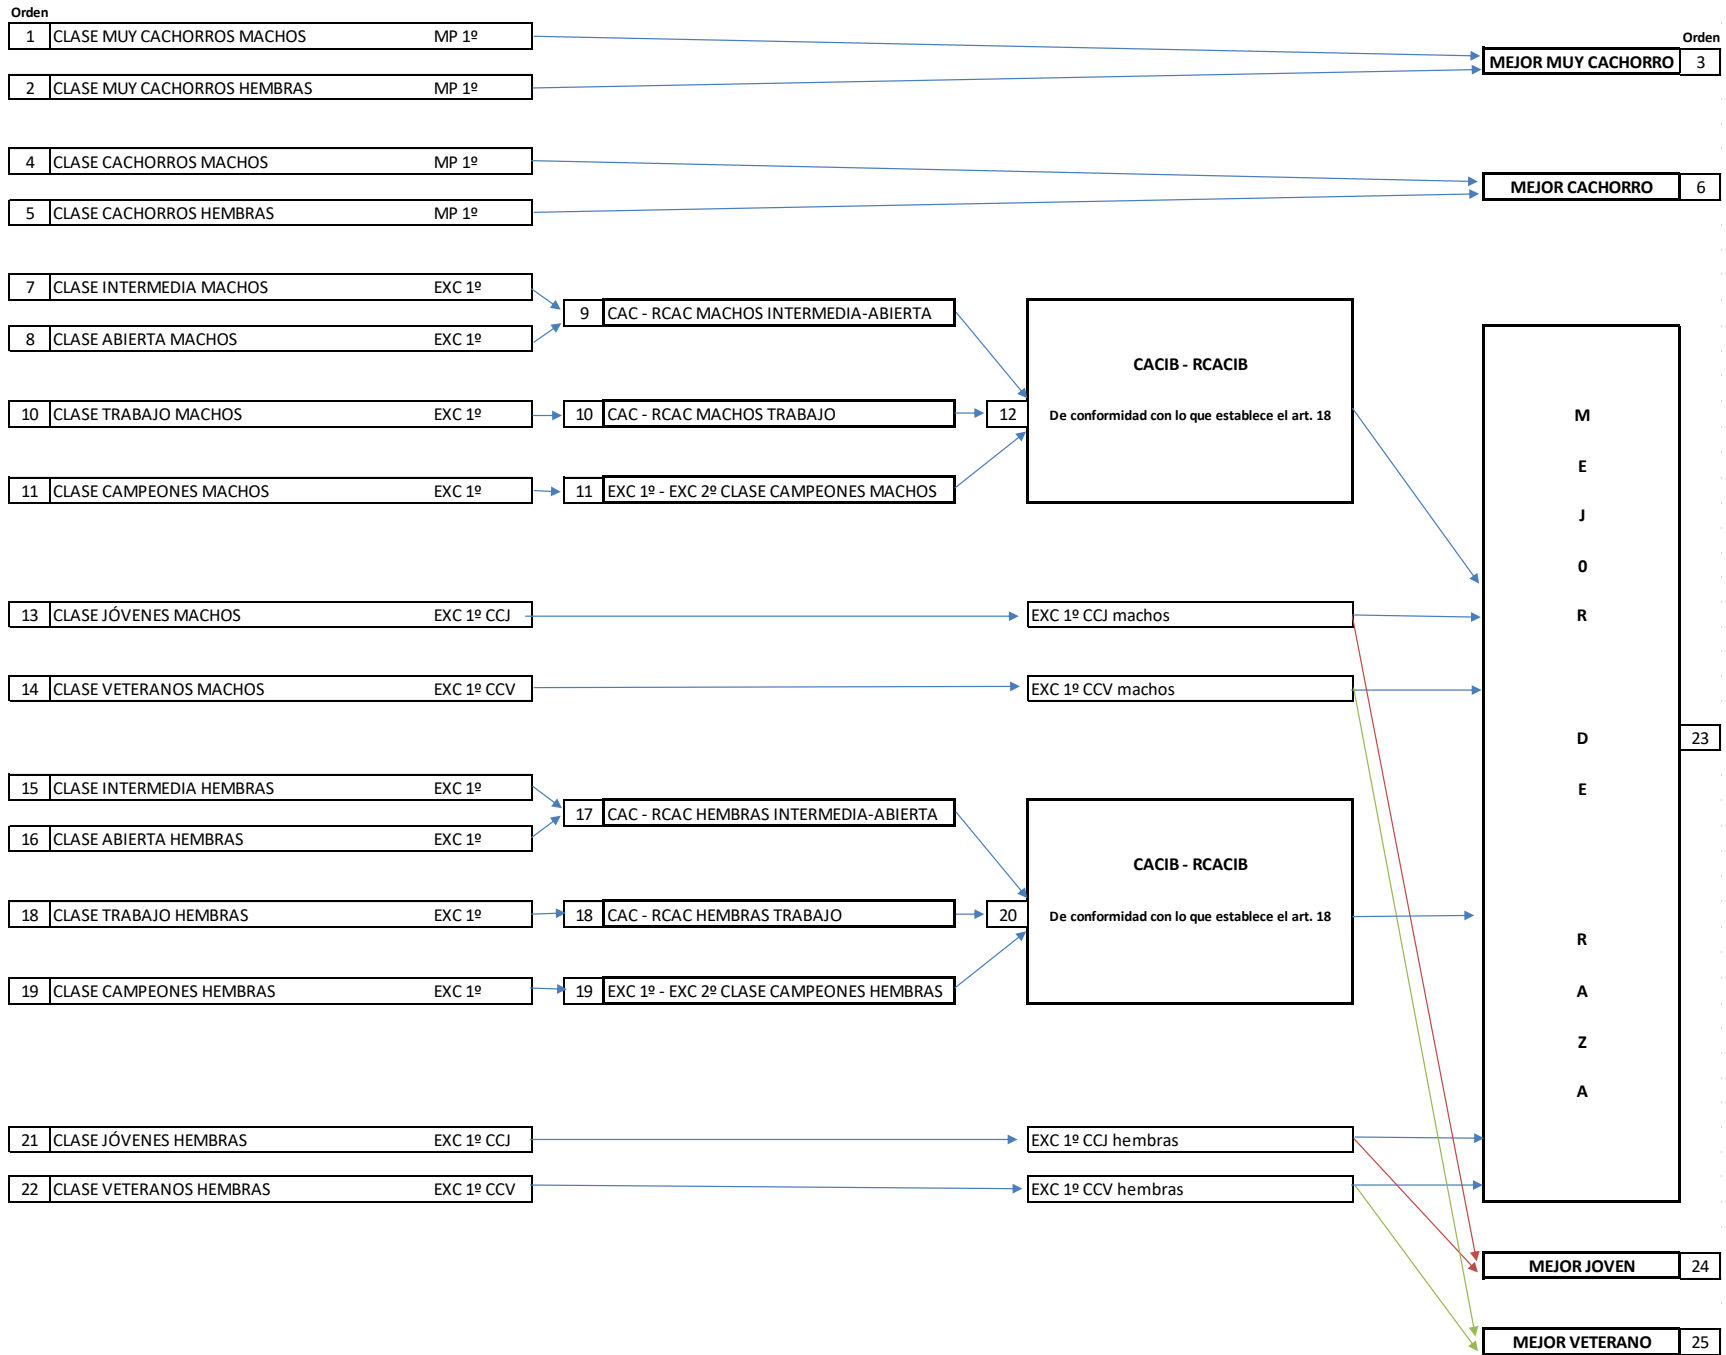 Orden
1 CLASE MUY CACHORROS MACHOS MP 1º
Orden
MEJOR MUY CACHORRO 3
2 CLASE MUY CACHORROS HEMBRAS MP 1º
4 CLASE CACHORROS MACHOS MP 1º
MEJOR CACHORRO 6
5 CLASE CACHORROS HEMBRAS MP 1º
7 CLASE INTERMEDIA MACHOS EXC 1º
9 CAC - RCAC MACHOS INTERMEDIA-ABIERTA
8 CLASE ABIERTA MACHOS EXC 1º
CACIB - RCACIB
10 CLASE TRABAJO MACHOS EXC 1º
10 CAC - RCAC MACHOS TRABAJO
12
De conformidad con lo que establece el art. 18
11 CLASE CAMPEONES MACHOS EXC 1º
11 EXC 1º - EXC 2º CLASE CAMPEONES MACHOS
13 CLASE JÓVENES MACHOS EXC 1º CCJ
EXC 1º CCJ machos
14 CLASE VETERANOS MACHOS EXC 1º CCV
EXC 1º CCV machos
15 CLASE INTERMEDIA HEMBRAS EXC 1º
17 CAC - RCAC HEMBRAS INTERMEDIA-ABIERTA
16 CLASE ABIERTA HEMBRAS EXC 1º
CACIB - RCACIB
18 CLASE TRABAJO HEMBRAS EXC 1º
18 CAC - RCAC HEMBRAS TRABAJO
20
De conformidad con lo que establece el art. 18
19 CLASE CAMPEONES HEMBRAS EXC 1º
19 EXC 1º - EXC 2º CLASE CAMPEONES HEMBRAS
21 CLASE JÓVENES HEMBRAS EXC 1º CCJ
EXC 1º CCJ hembras
22 CLASE VETERANOS HEMBRAS EXC 1º CCV
EXC 1º CCV hembras
M
E
J
0
R
D
E
R
A
Z
A
23
MEJOR JOVEN 24
MEJOR VETERANO 25